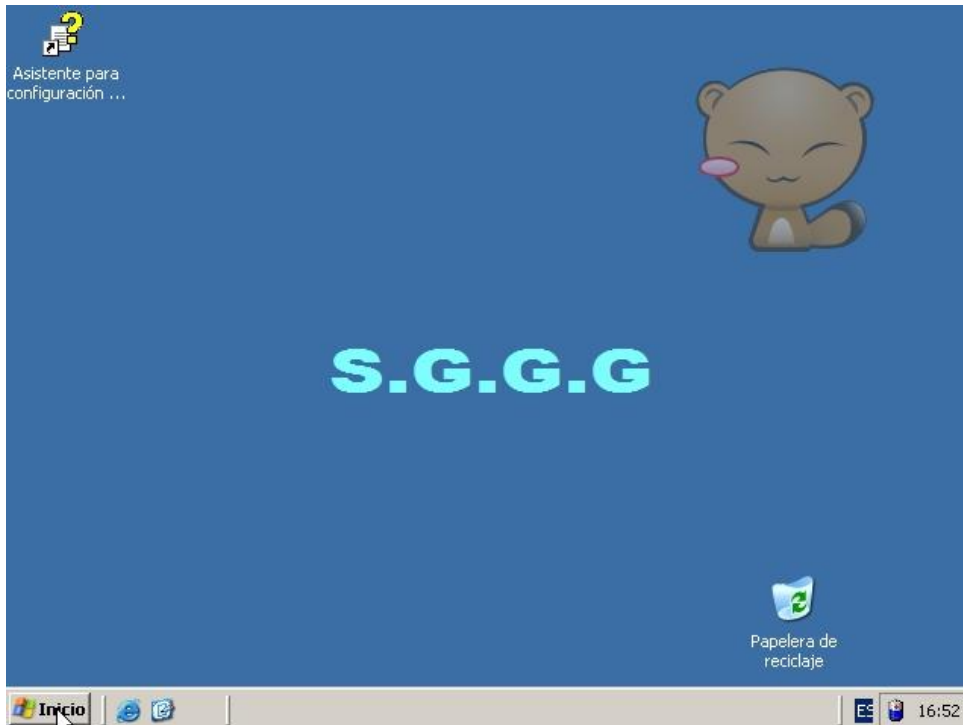 Asistente para
configuración ...
S.G.G.G
Papelera de
reciclaje
Inicio
ES
16:52